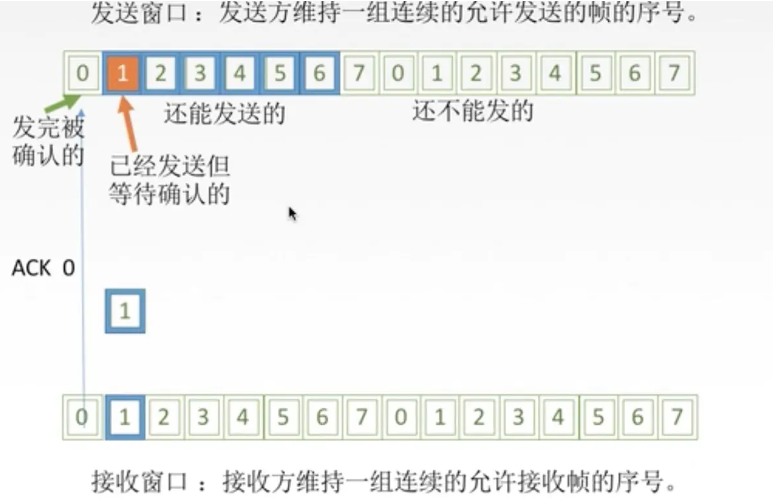 发送窗口：发送方维持一组连续的允许发送的帧的序号。
0 1 2 3 4 5 6 7 0 1 2 3 4 5 6 7
还能发送的 还不能发的
发完被
确认的
已经发送但
等待确认的
ACK 0
1
0 1 2 3 4 5 6 7 0 1 2 3 4 5 6 7
接收窗口：接收方维持一组连续的允许接收帧的序号。